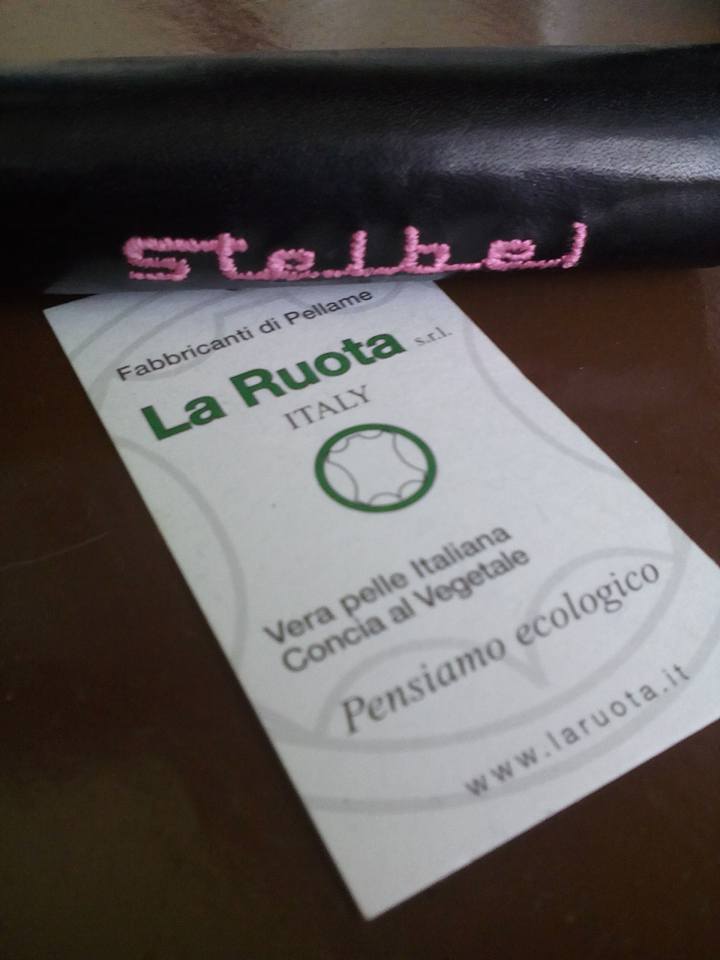 Steibel
Fabbricanti di Pellame
La Ruota s.r.l.
ITALY
Vera pelle Italiana
Concia al Vegetale
Pensiamo ecologico
www.laruota.it